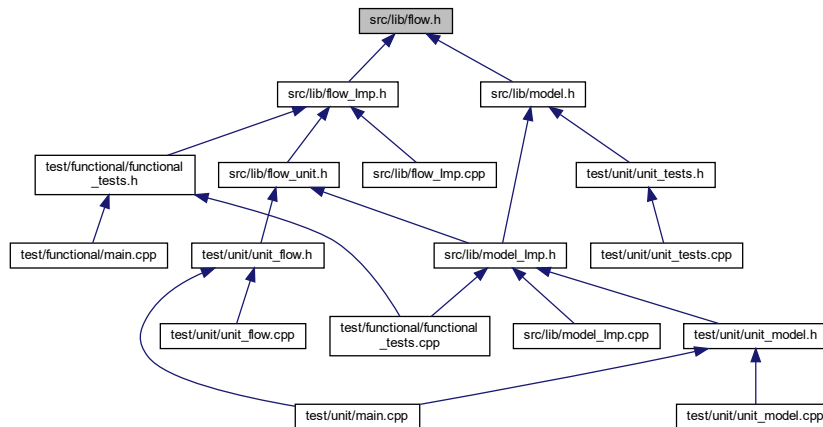 src/lib/flow.h
src/lib/flow_Imp.h
src/lib/model.h
test/functional/functional
_tests.h
src/lib/flow_unit.h
src/lib/flow_Imp.cpp
test/unit/unit_tests.h
test/functional/main.cpp
test/unit/unit_flow.h
src/lib/model_Imp.h
test/unit/unit_tests.cpp
test/unit/unit_flow.cpp
test/functional/functional
_tests.cpp
src/lib/model_Imp.cpp
test/unit/unit_model.h
test/unit/main.cpp
test/unit/unit_model.cpp